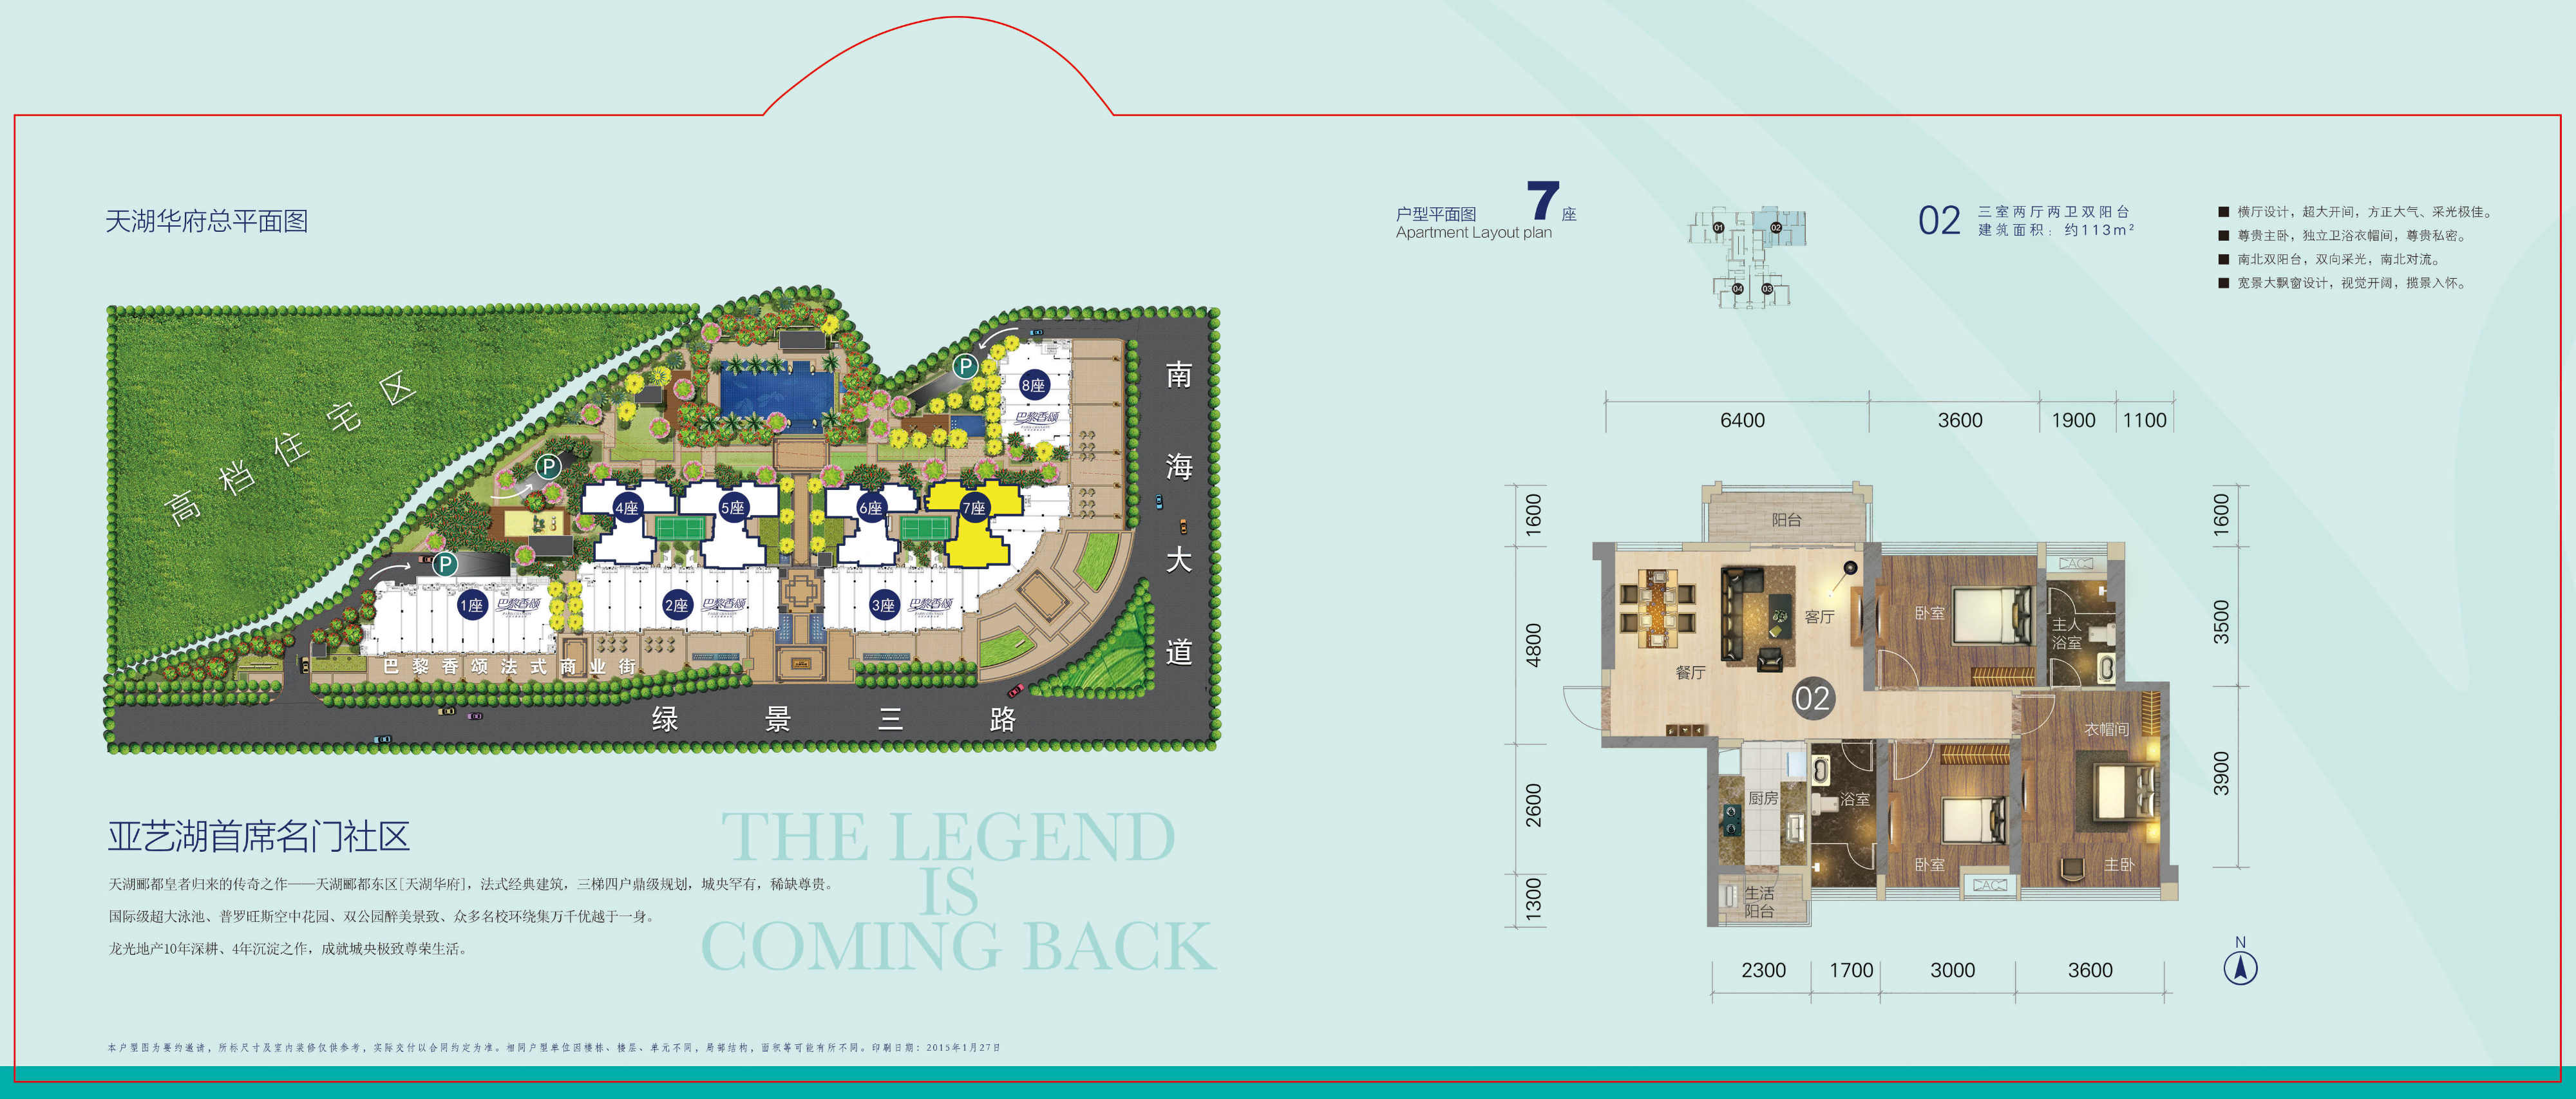 天湖华府总平面图
高档住宅区
南海大道
8座
巴黎香颂
4座
5座
6座
7座
P
P
P
1座
巴黎香颂
2座
巴黎香颂
3座
巴黎香颂
巴黎香颂法式商业街
绿景三路
亚艺湖首席名门社区
天湖郦都皇者归来的传奇之作——天湖郦都东区[天湖华府]，法式经典建筑，三梯四户鼎级规划，城央罕有，稀缺尊贵。
国际级超大泳池、普罗旺斯空中花园、双公园醉美景致、众多名校环绕集万千优越于一身。
龙光地产10年深耕、4年沉淀之作，成就城央极致尊荣生活。
THE LEGEND
IS
COMING BACK
本户型图为要约邀请，所标尺寸及室内装修仅供参考，实际交付以合同约定为准。相同户型单位因楼栋、楼层、单元不同，局部结构，面积等可能有所不同。印刷日期：2015年1月27日
户型平面图 7座
Apartment Layout plan
01
02
04
03
02
三室两厅两卫双阳台
建筑面积：约113m²
■ 横厅设计，超大开间，方正大气、采光极佳。
■ 尊贵主卧，独立卫浴衣帽间，尊贵私密。
■ 南北双阳台，双向采光，南北对流。
■ 宽景大飘窗设计，视觉开阔，揽景入怀。
6400 3600 1900 1100
1600
4800
2600
1300
1600
3500
3900
阳台
客厅
餐厅
02
卧室
AC
主人
浴室
衣帽间
厨房
浴室
卧室
AC
主卧
生活
阳台
2300 1700 3000 3600
N